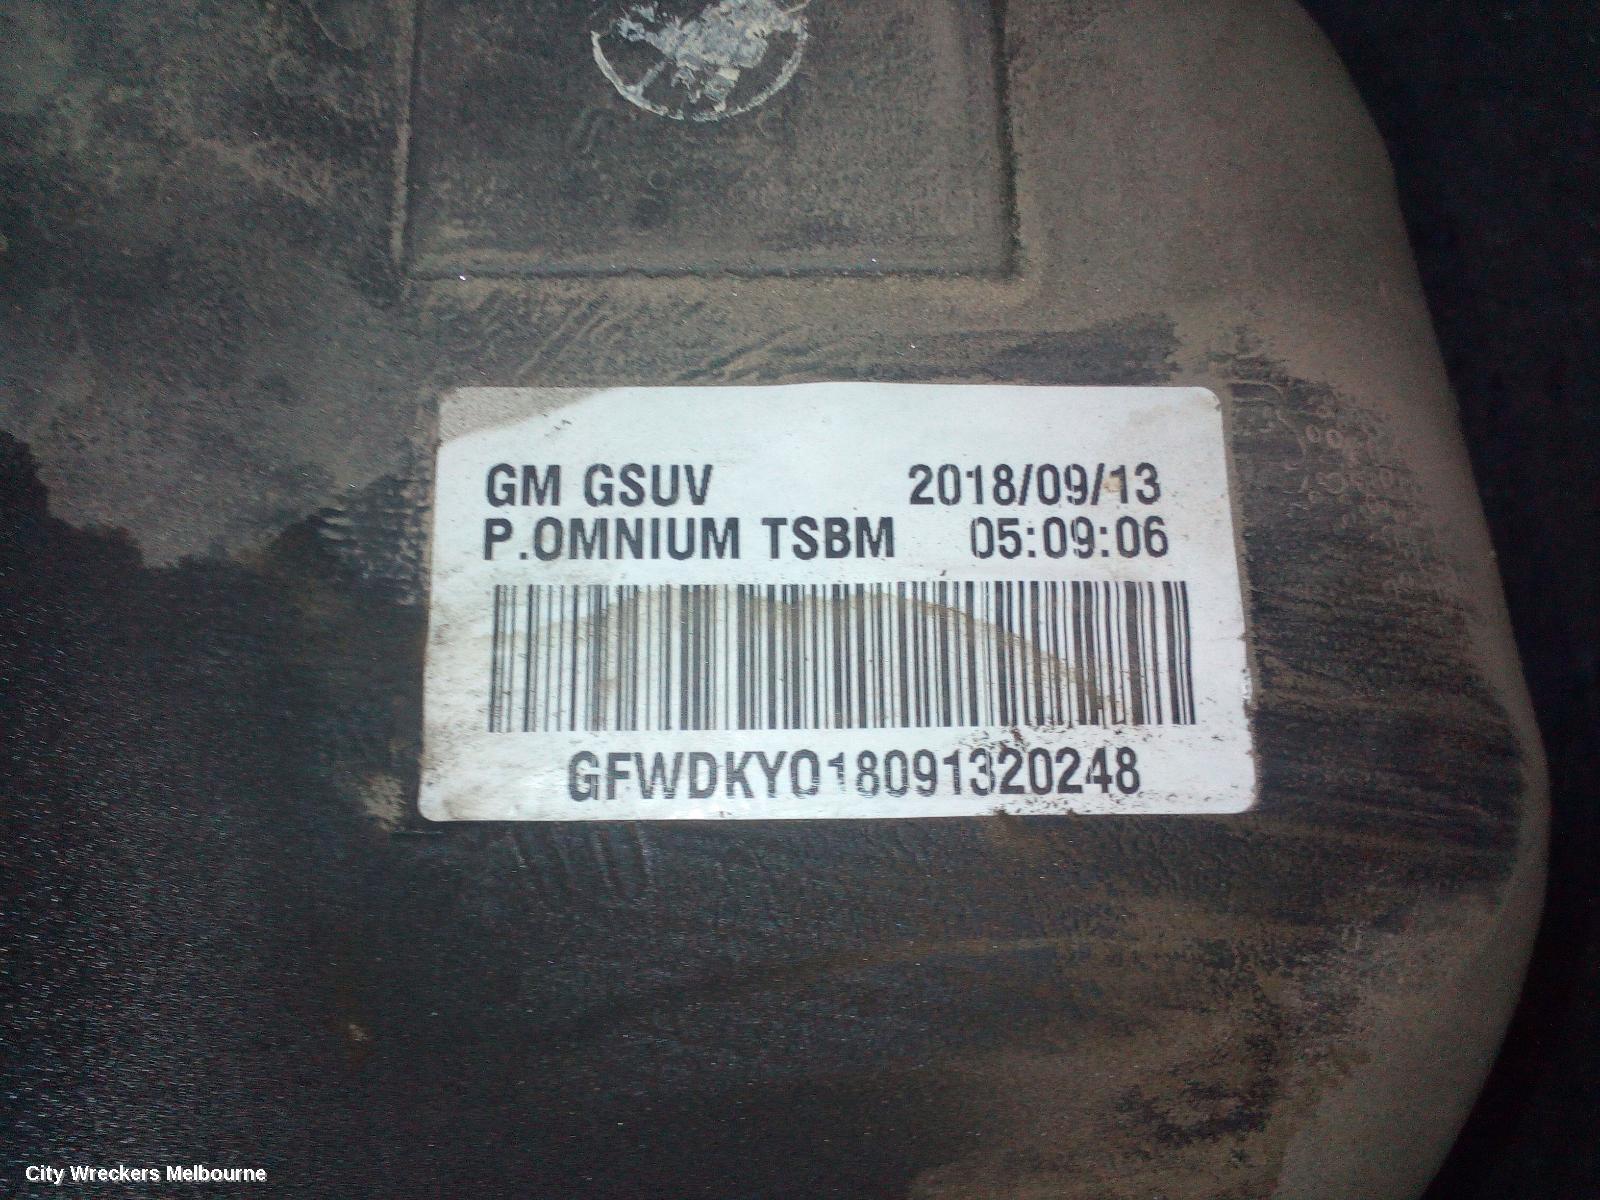 GM GSUV 2018/09/13
P.OMNIUM TSBM 05:09:06
GFWDKY018091320248
City Wreckers Melbourne